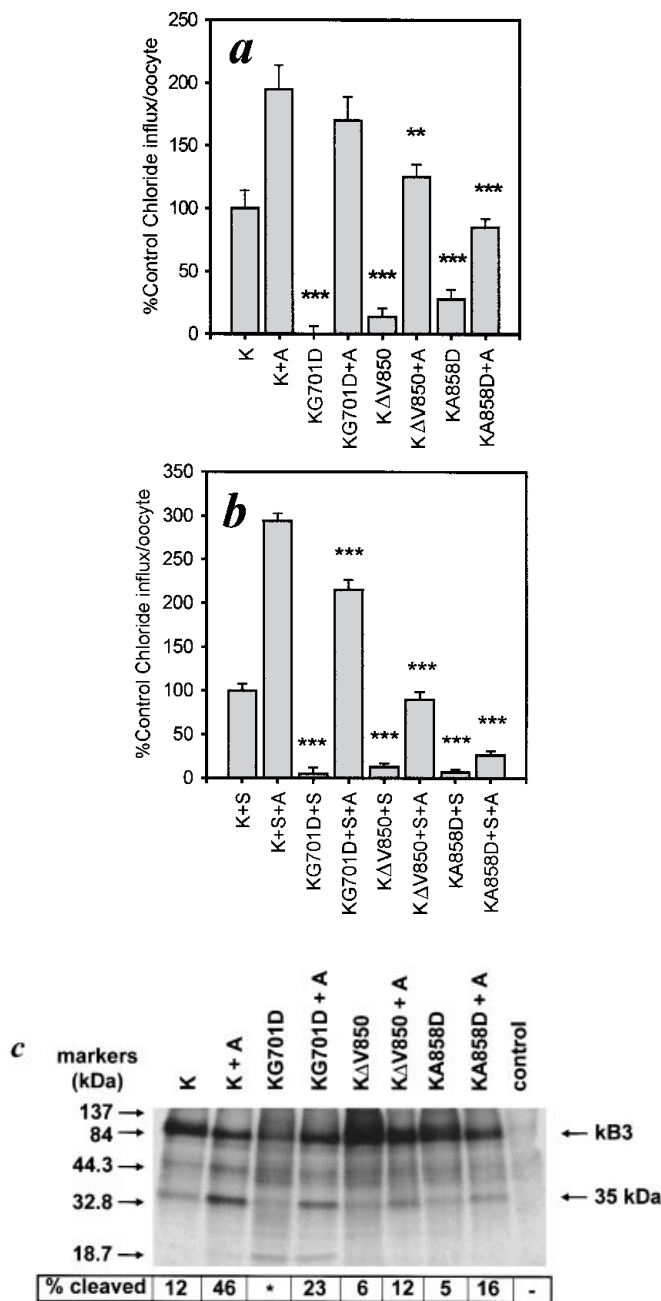 a
%Control Chloride influx/oocyte
250
200
150
100
50
0
***
***
**
***
***
K
K+A
KG701D
KG701D+A
KΔV850
KΔV850+A
KA858D
KA858D+A
b
%Control Chloride influx/oocyte
350
300
250
200
150
100
50
0
***
***
***
***
***
***
K+S
K+S+A
KG701D+S
KG701D+S+A
KΔV850+S
KΔV850+S+A
KA858D+S
KA858D+S+A
c
markers
(kDa)
K
K + A
KG701D
KG701D + A
KΔV850
KΔV850 + A
KA858D
KA858D + A
control
137
84
44.3
32.8
18.7
kB3
35 kDa
% cleaved 12 46 * 23 6 12 5 16 -